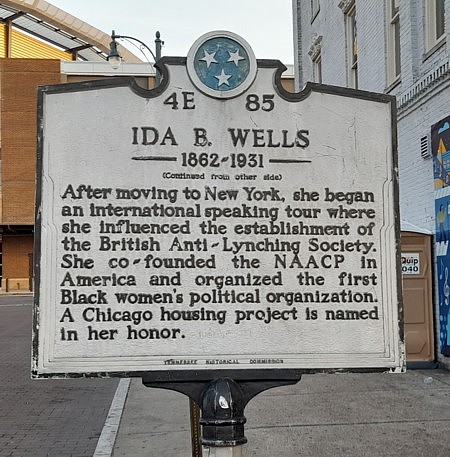 4E 85
IDA B. WELLS
1862-1931
(Continued from other side)
After moving to New York, she began
an international speaking tour where
she influenced the establishment of
the British Anti-Lynching Society.
She co-founded the NAACP in
America and organized the first
Black women's political organization.
A Chicago housing project is named
in her honor.
TENNESSEE HISTORICAL COMMISSION
quip
040